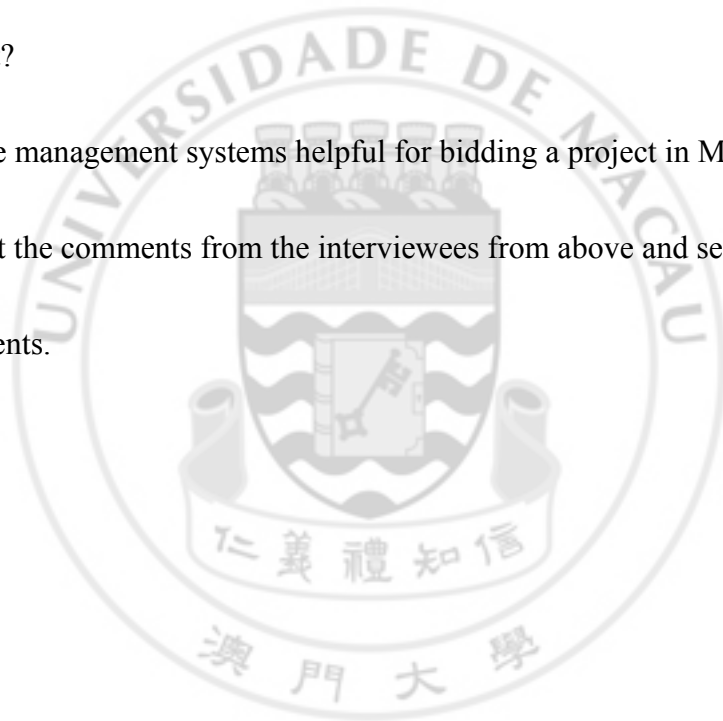 ?
e management systems helpful for bidding a project in M
t the comments from the interviewees from above and se
ents.
UNIVERSIDADE DE MACAU
仁義禮知信
澳門大學